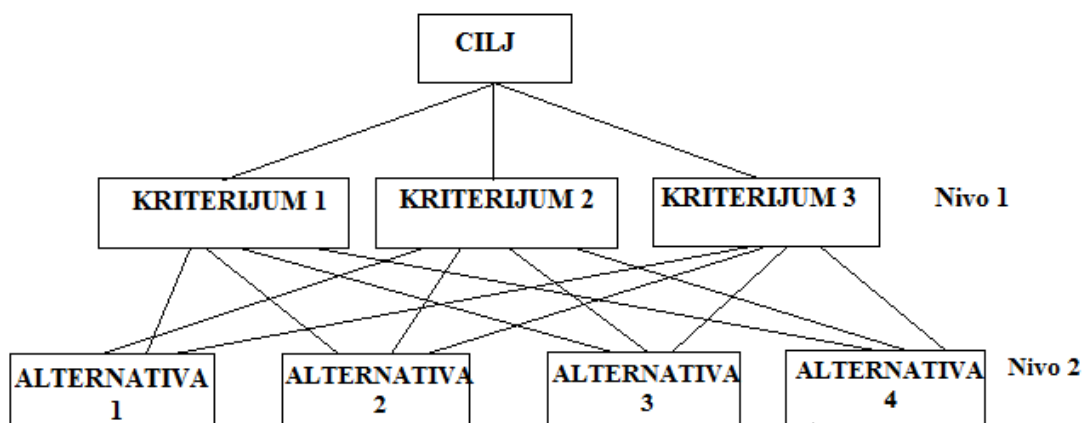 CILJ
KRITERIJUM 1
KRITERIJUM 2
KRITERIJUM 3
Nivo 1
ALTERNATIVA
1
ALTERNATIVA
2
ALTERNATIVA
3
ALTERNATIVA
4
Nivo 2